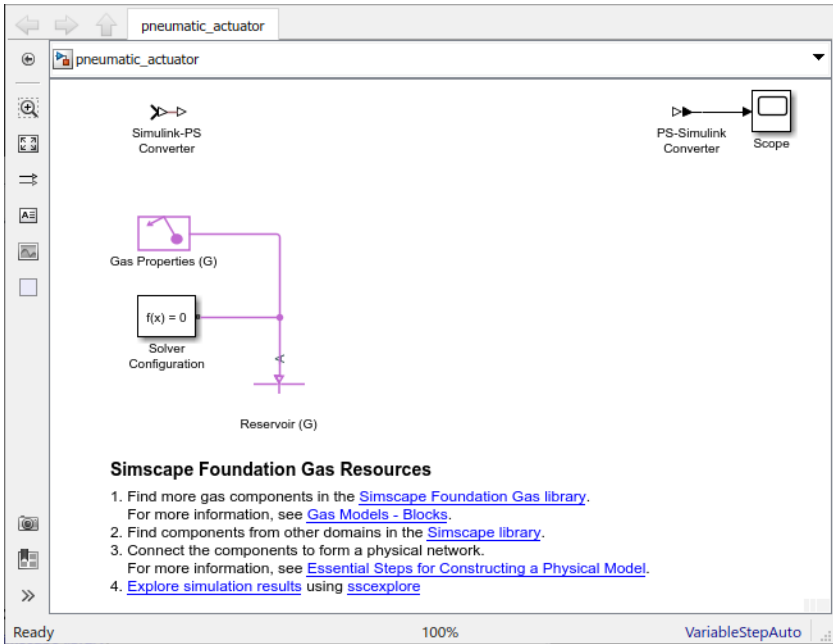 pneumatic_actuator
pneumatic_actuator
Simulink-PS
Converter
PS-Simulink
Converter
Scope
Gas Properties (G)
f(x) = 0
Solver
Configuration
A
Reservoir (G)
Simscape Foundation Gas Resources
1. Find more gas components in the Simscape Foundation Gas library.
For more information, see Gas Models - Blocks.
2. Find components from other domains in the Simscape library.
3. Connect the components to form a physical network.
For more information, see Essential Steps for Constructing a Physical Model.
4. Explore simulation results using sscexplore
Ready
100%
VariableStepAuto